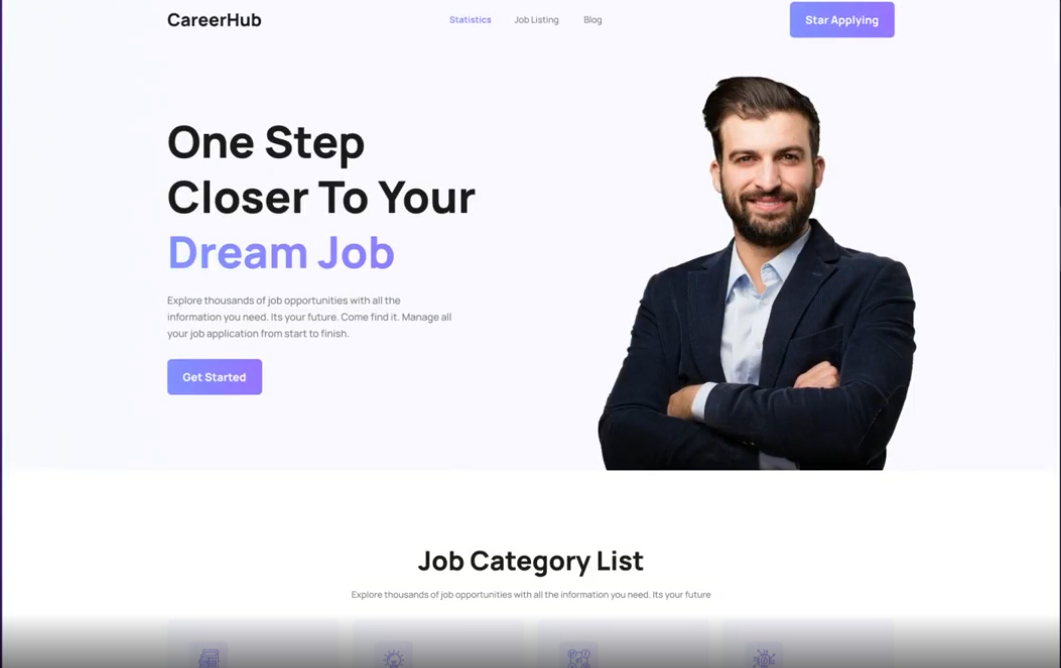 CareerHub
Statistics Job Listing Blog
Star Applying
One Step
Closer To Your
Dream Job
Explore thousands of job opportunities with all the
information you need. Its your future. Come find it. Manage all
your job application from start to finish.
Get Started
Job Category List
Explore thousands of job opportunities with all the information you need. Its your future